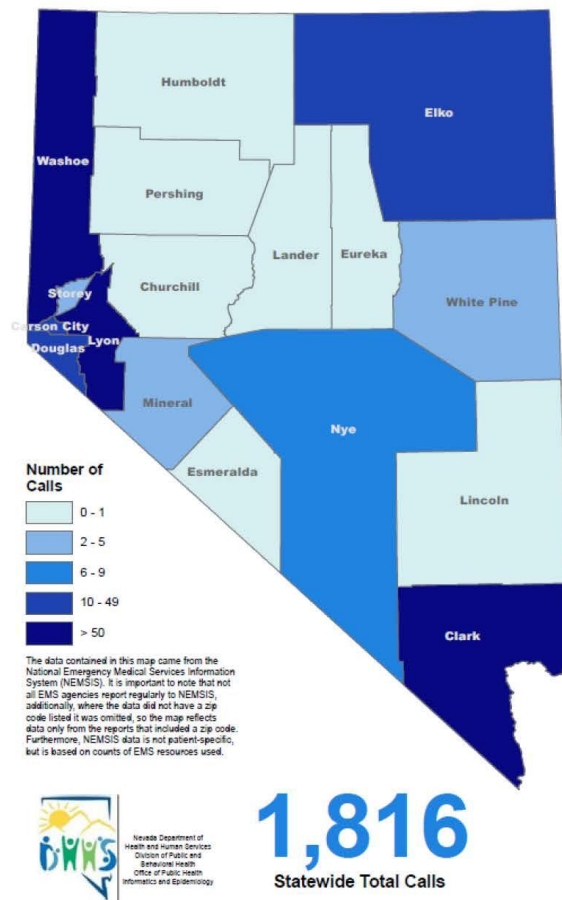 Humboldt
Elko
Washoe
Pershing
Lander
Eureka
Churchill
Storey
White Pine
Carson City
Douglas
Lyon
Mineral
Nye
Esmeralda
Lincoln
Clark
Number of
Calls
0 - 1
2 - 5
6 - 9
10 - 49
> 50
The data contained in this map came from the
National Emergency Medical Services Information
System (NEMSIS). It is important to note that not
all EMS agencies report regularly to NEMSIS,
additionally, where the data did not have a zip
code listed it was omitted, so the map reflects
data only from the reports that included a zip code.
Furthermore, NEMSIS data is not patient-specific,
but is based on counts of EMS resources used.
DHHS
Nevada Department of
Health and Human Services
Division of Public and
Behavioral Health
Office of Public Health
Informatics and Epidemiology
1,816
Statewide Total Calls